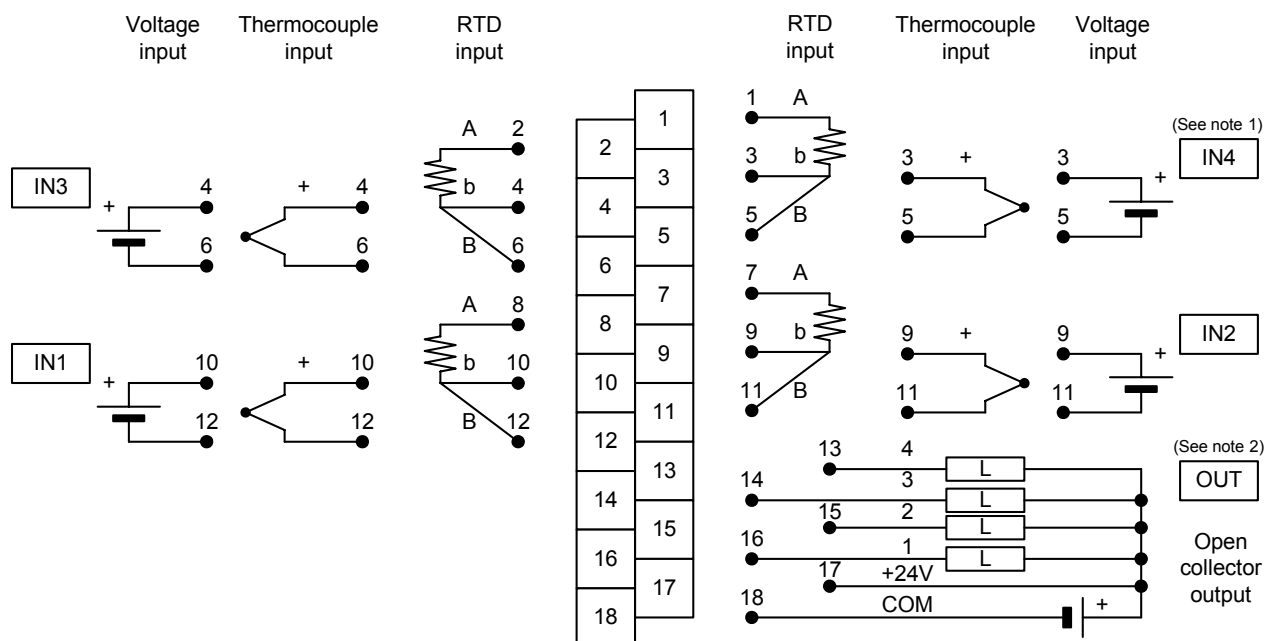 Voltage input
Thermocouple input
RTD input
RTD input
Thermocouple input
Voltage input
IN3
+
4
6
+
4
6
A
2
b
4
B
6
IN1
+
10
12
+
10
12
A
8
b
10
B
12
1
2
3
4
5
6
7
8
9
10
11
12
13
14
15
16
17
18
1
A
3
b
5
B
3
+
5
3
+
5
(See note 1)
IN4
7
A
9
b
11
B
9
+
11
9
+
11
IN2
(See note 2)
OUT
Open collector output
13
4
L
14
3
L
15
2
L
16
1
L
17
+24V
18
COM
+